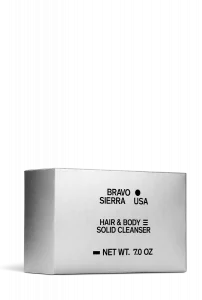 BRAVO ●
SIERRA USA
HAIR & BODY ☰
SOLID CLEANSER
▬ NET WT. 7.0 OZ